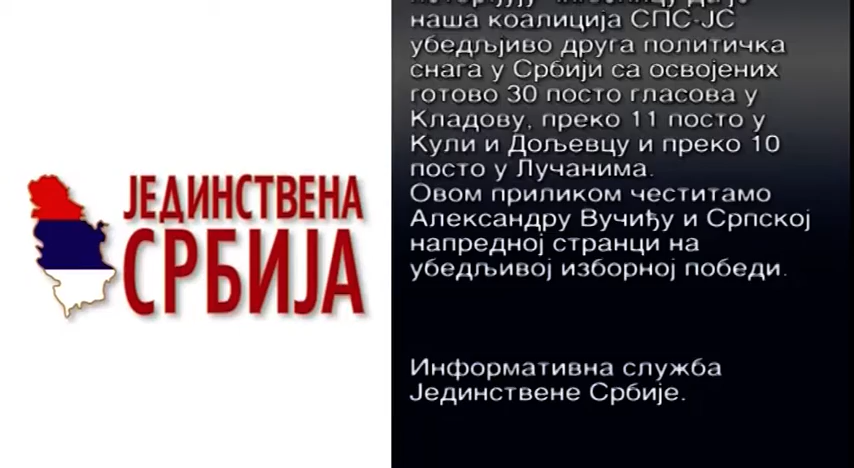 ЈЕДИНСТВЕНА
СРБИЈА
наша коалиција СПС-ЈС
убедљиво друга политичка
снага у Србији са освојених
готово 30 посто гласова у
Кладову, преко 11 посто у
Кули и Дољевцу и преко 10
посто у Лучанима.
Овом приликом честитамо
Александру Вучићу и Српској
напредној странци на
убедљивој изборној победи.
Информативна служба
Јединствене Србије.